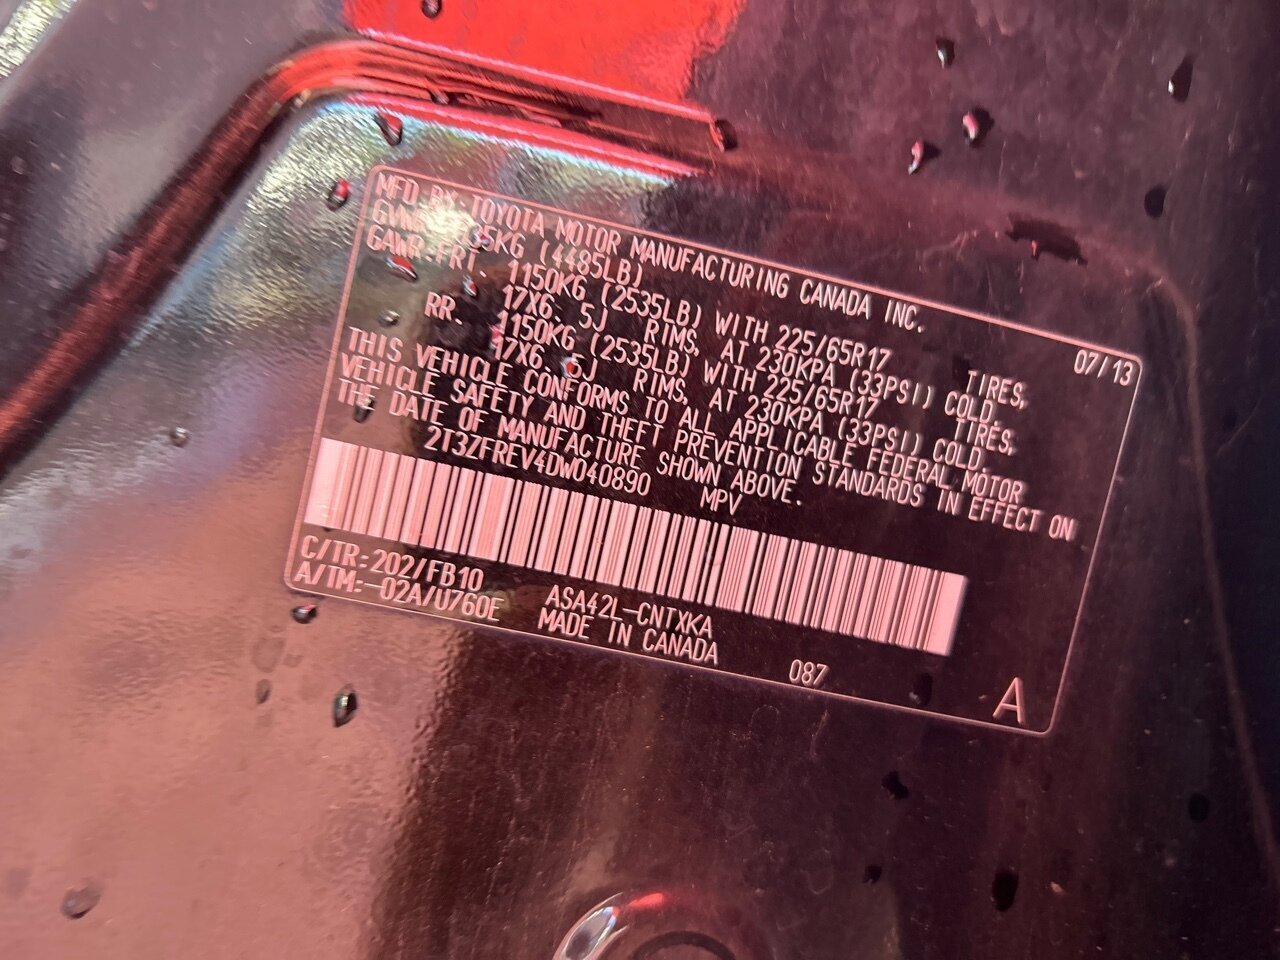 MFD. BY: TOYOTA MOTOR MANUFACTURING CANADA INC. 07/13
(4485LB)
GAWR:FRT. 1150KG (2535LB) WITH 225/65R17 TIRES,
17X6. 5J RIMS, AT 230KPA (33PSI) COLD.
RR. 1150KG (2535LB) WITH 225/65R17 TIRES,
17X6. 5J RIMS, AT 230KPA (33PSI) COLD.
THIS VEHICLE CONFORMS TO ALL APPLICABLE FEDERAL MOTOR
VEHICLE SAFETY AND THEFT PREVENTION STANDARDS IN EFFECT ON
THE DATE OF MANUFACTURE SHOWN ABOVE.
2T3ZFREV4DW040890 MPV
C/TR:202/FB10 ASA42L-CNTXKA
A/TM:-02A/U760E MADE IN CANADA 087 A